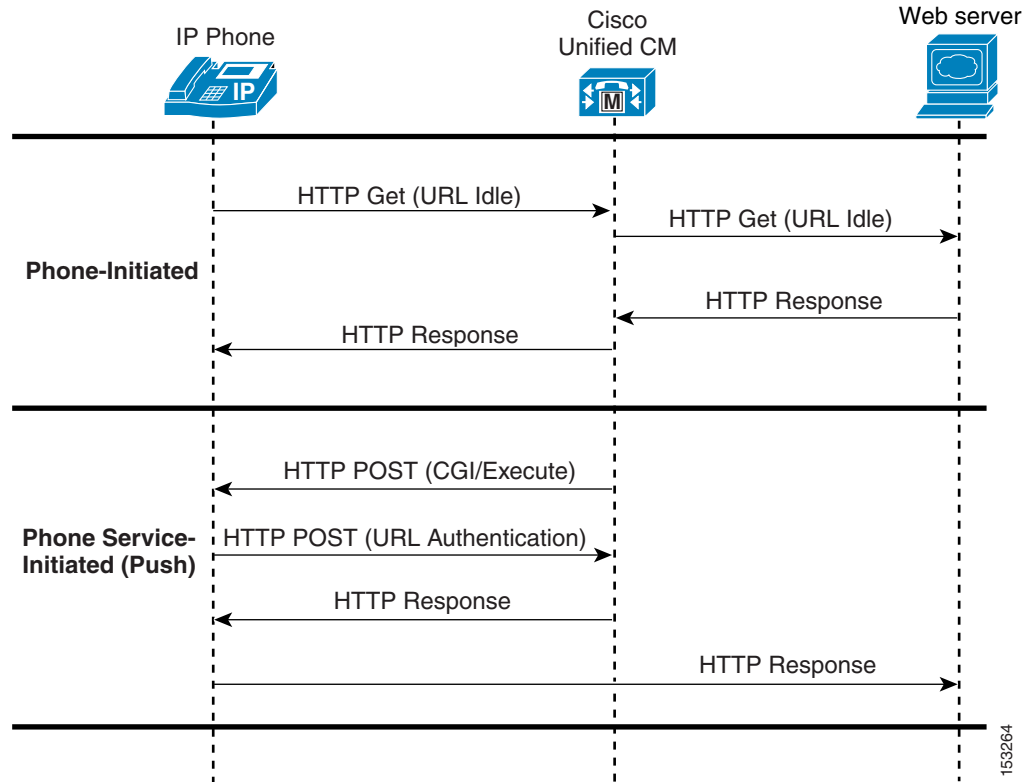 IP Phone
Cisco
Unified CM
Web server
IP
M
HTTP Get (URL Idle)
HTTP Get (URL Idle)
Phone-Initiated
HTTP Response
HTTP Response
HTTP POST (CGI/Execute)
Phone Service-
Initiated (Push)
HTTP POST (URL Authentication)
HTTP Response
HTTP Response
153264